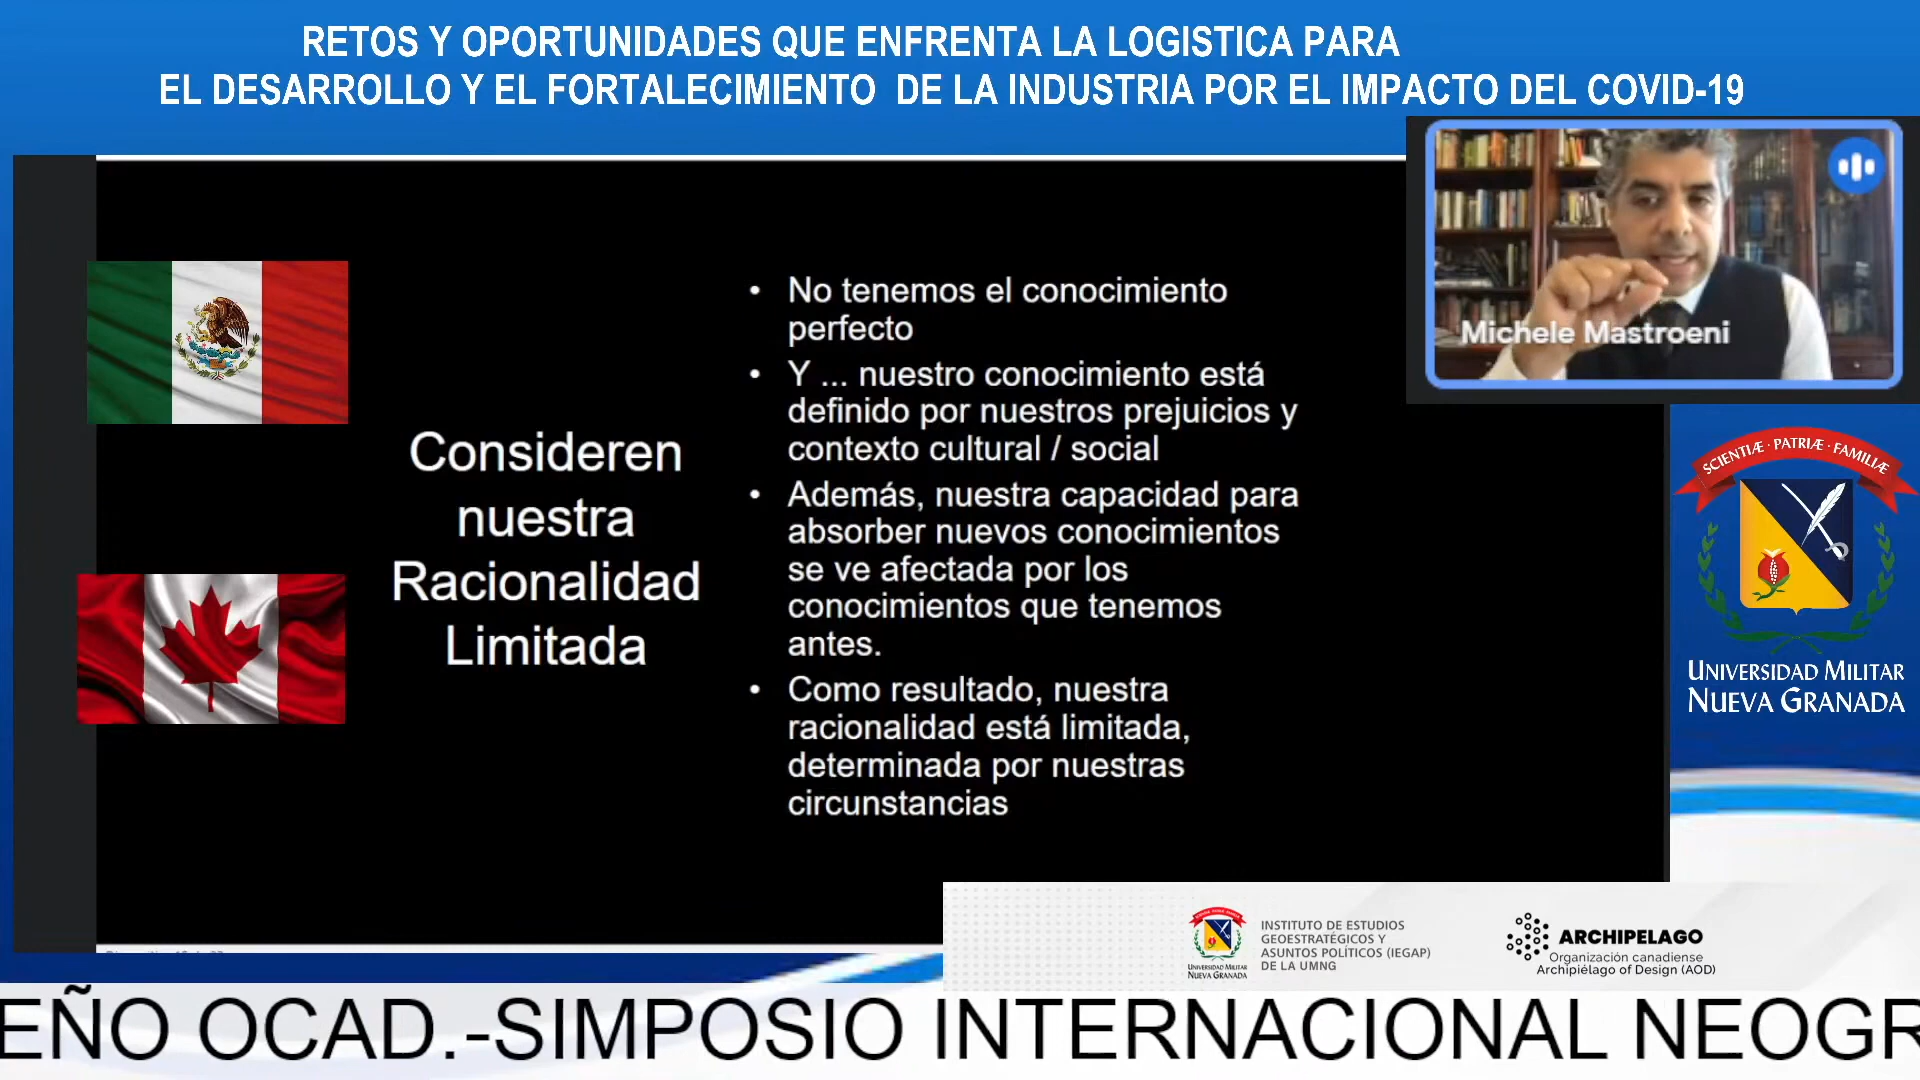 RETOS Y OPORTUNIDADES QUE ENFRENTA LA LOGISTICA PARA
EL DESARROLLO Y EL FORTALECIMIENTO DE LA INDUSTRIA POR EL IMPACTO DEL COVID-19
Michele Mastroeni
Consideren
nuestra
Racionalidad
Limitada
• No tenemos el conocimiento
perfecto
• Y ... nuestro conocimiento está
definido por nuestros prejuicios y
contexto cultural / social
• Además, nuestra capacidad para
absorber nuevos conocimientos
se ve afectada por los
conocimientos que tenemos
antes.
• Como resultado, nuestra
racionalidad está limitada,
determinada por nuestras
circunstancias
SCIENTIÆ · PATRIÆ · FAMILIÆ
UNIVERSIDAD MILITAR
NUEVA GRANADA
UNIVERSIDAD MILITAR
NUEVA GRANADA
INSTITUTO DE ESTUDIOS
GEOESTRATÉGICOS Y
ASUNTOS POLÍTICOS (IEGAP)
DE LA UMNG
ARCHIPELAGO
Organización canadiense
Archipiélago of Design (AOD)
EÑO OCAD.-SIMPOSIO INTERNACIONAL NEOGR